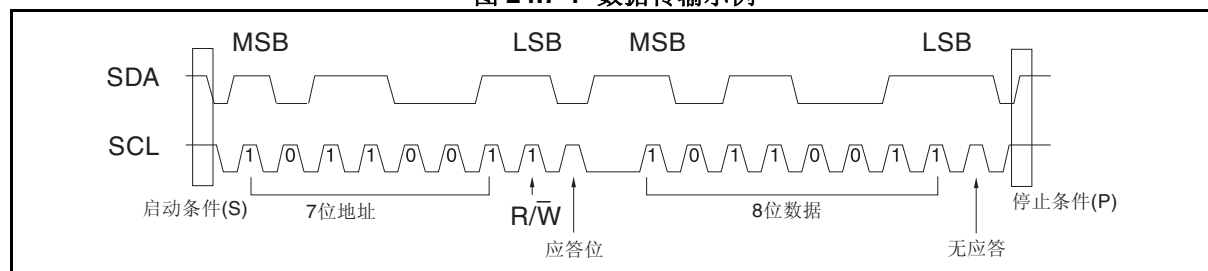 MSB LSB MSB LSB
SDA
SCL 1 0 1 1 0 0 1 1 1 0 1 1 0 0 1 1
启动条件(S) 7位地址 R/W̅ 8位数据 停止条件(P)
应答位 无应答